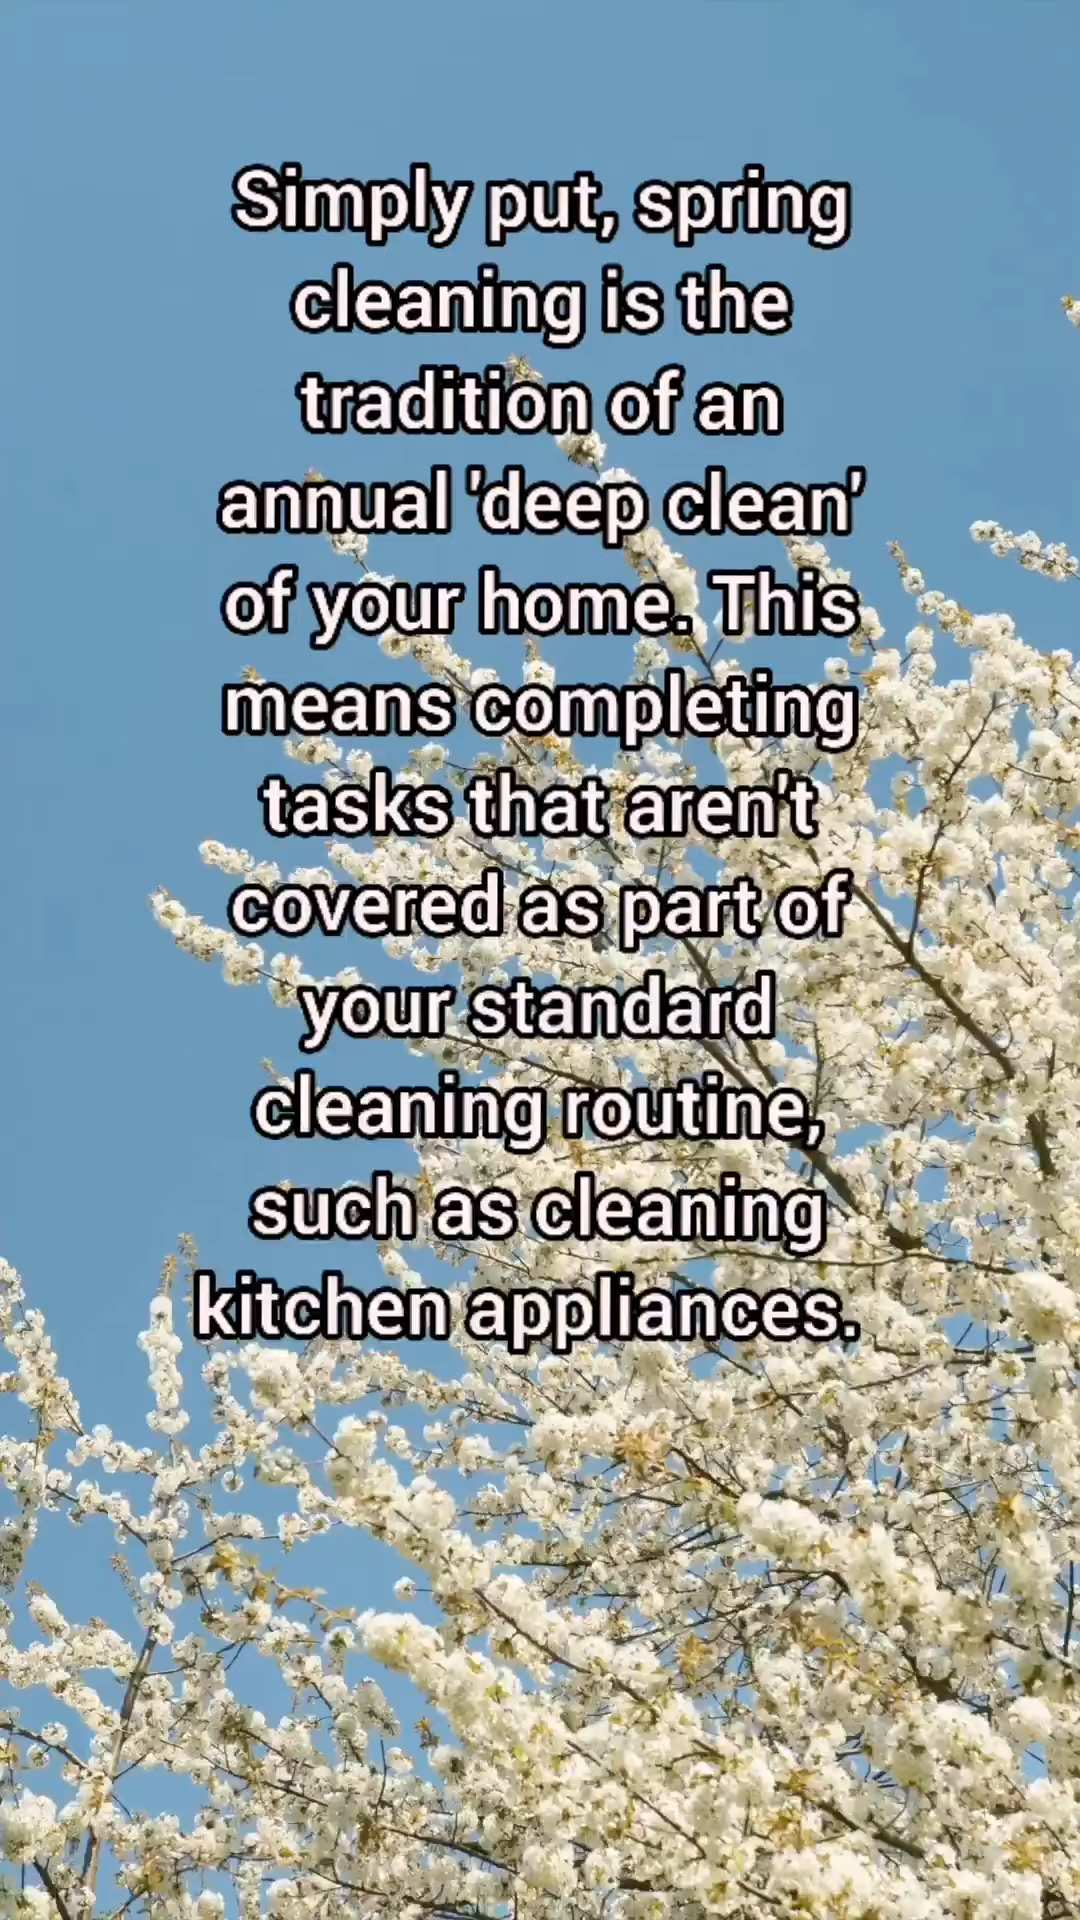 Simply put, spring
cleaning is the
tradition of an
annual 'deep clean'
of your home. This
means completing
tasks that aren't
covered as part of
your standard
cleaning routine,
such as cleaning
kitchen appliances.